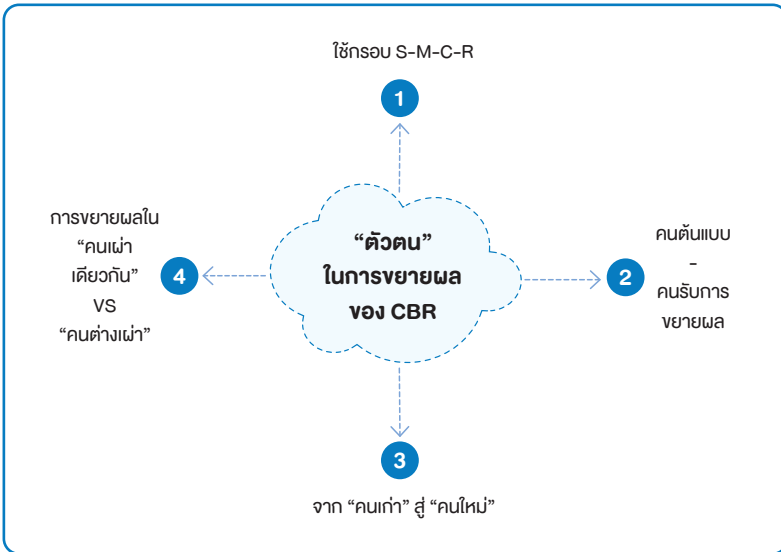 ใช้กรอบ S-M-C-R
1
“ตัวตน”
ในการขยายผล
ของ CBR
คนต้นแบบ
-
คนรับการ
ขยายผล
2
3
จาก “คนเก่า” สู่ “คนใหม่”
การขยายผลใน
“คนเผ่า
เดียวกัน”
VS
“คนต่างเผ่า”
4